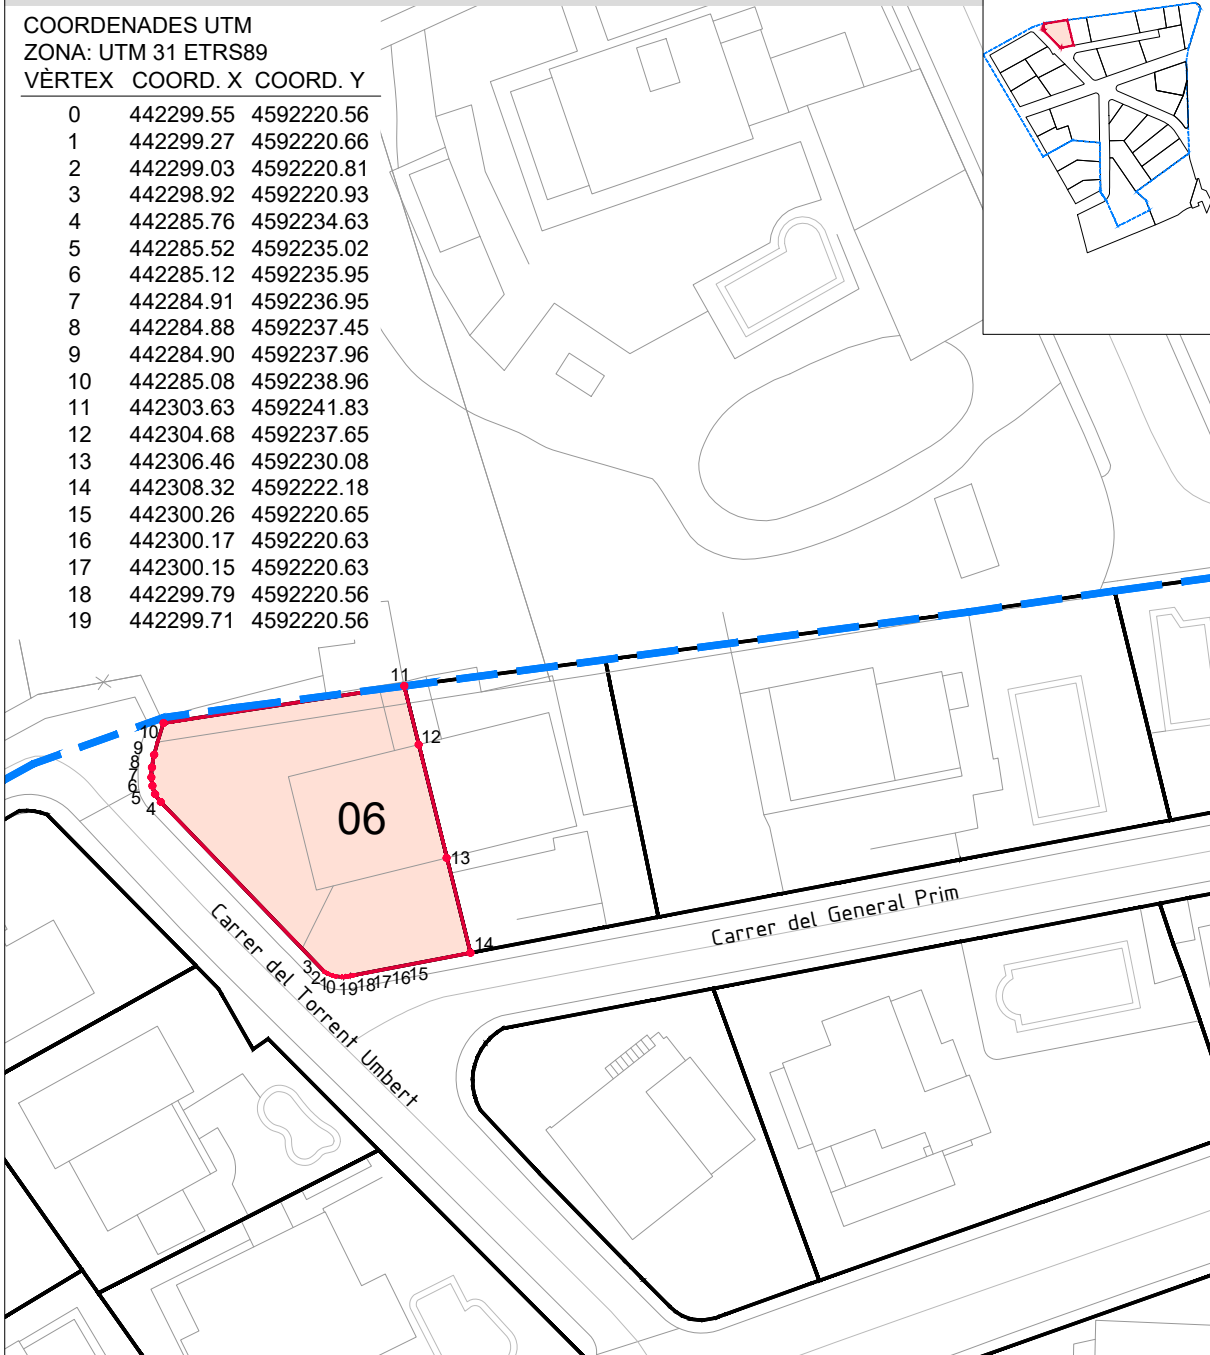 COORDENADES UTM
ZONA: UTM 31 ETRS89
VÈRTEX COORD. X COORD. Y
0 442299.55 4592220.56
1 442299.27 4592220.66
2 442299.03 4592220.81
3 442298.92 4592220.93
4 442285.76 4592234.63
5 442285.52 4592235.02
6 442285.12 4592235.95
7 442284.91 4592236.95
8 442284.88 4592237.45
9 442284.90 4592237.96
10 442285.08 4592238.96
11 442303.63 4592241.83
12 442304.68 4592237.65
13 442306.46 4592230.08
14 442308.32 4592222.18
15 442300.26 4592220.65
16 442300.17 4592220.63
17 442300.15 4592220.63
18 442299.79 4592220.56
19 442299.71 4592220.56
11
10
12
9
8
7
6
5
4
06
13
14
3
2
1
0
19
18
17
16
15
Carrer del General Prim
Carrer del Torrent Umbert